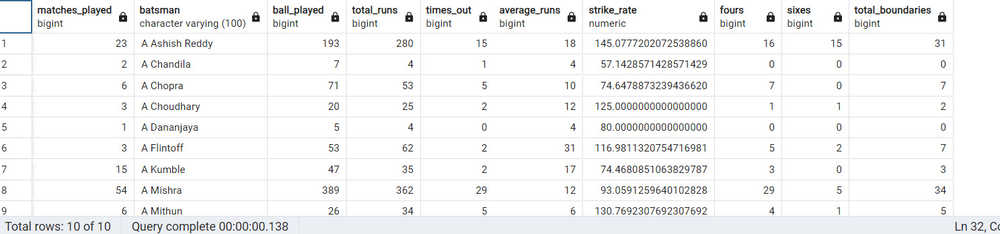 matches_played batsman ball_played total_runs times_out average_runs strike_rate fours sixes total_boundaries
bigint character varying (100) bigint bigint bigint bigint numeric bigint bigint bigint
1 23 A Ashish Reddy 193 280 15 18 145.0777202072538860 16 15 31
2 2 A Chandila 7 4 1 4 57.1428571428571429 0 0 0
3 6 A Chopra 71 53 5 10 74.6478873239436620 7 0 7
4 3 A Choudhary 20 25 2 12 125.0000000000000000 1 1 2
5 1 A Dananjaya 5 4 0 4 80.0000000000000000 0 0 0
6 3 A Flintoff 53 62 2 31 116.9811320754716981 5 2 7
7 15 A Kumble 47 35 2 17 74.4680851063829787 3 0 3
8 54 A Mishra 389 362 29 12 93.0591259640102828 29 5 34
9 6 A Mithun 26 34 5 6 130.7692307692307692 4 1 5
Total rows: 10 of 10 Query complete 00:00:00.138 Ln 32, Co